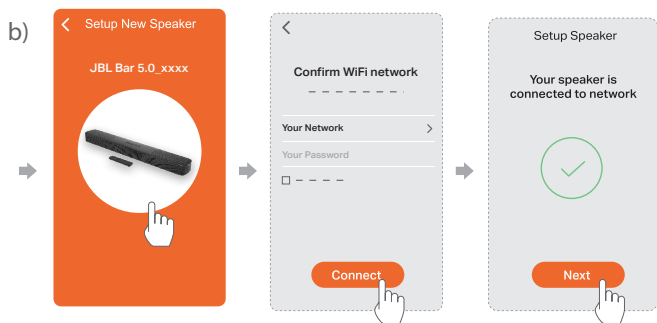 b)
Setup New Speaker
JBL Bar 5.0_xxxx
Confirm WiFi network
Your Network
Your Password
Connect
Setup Speaker
Your speaker is
connected to network
Next